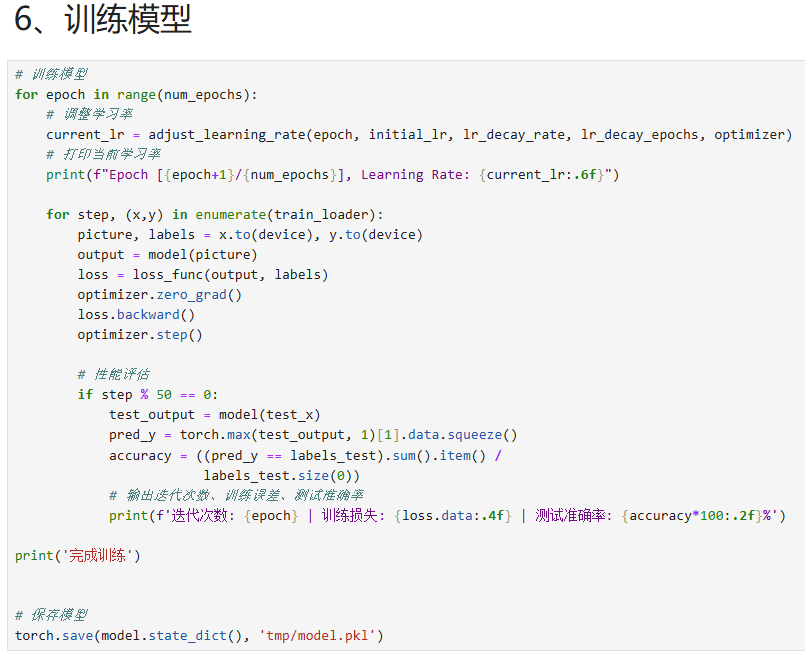 6、训练模型
# 训练模型
for epoch in range(num_epochs):
    # 调整学习率
    current_lr = adjust_learning_rate(epoch, initial_lr, lr_decay_rate, lr_decay_epochs, optimizer)
    # 打印当前学习率
    print(f"Epoch [{epoch+1}/{num_epochs}], Learning Rate: {current_lr:.6f}")
    for step, (x,y) in enumerate(train_loader):
        picture, labels = x.to(device), y.to(device)
        output = model(picture)
        loss = loss_func(output, labels)
        optimizer.zero_grad()
        loss.backward()
        optimizer.step()
        # 性能评估
        if step % 50 == 0:
            test_output = model(test_x)
            pred_y = torch.max(test_output, 1)[1].data.squeeze()
            accuracy = ((pred_y == labels_test).sum().item() /
                        labels_test.size(0))
            # 输出迭代次数、训练误差、测试准确率
            print(f'迭代次数: {epoch} | 训练损失: {loss.data:.4f} | 测试准确率: {accuracy*100:.2f}%')
print('完成训练')
# 保存模型
torch.save(model.state_dict(), 'tmp/model.pkl')